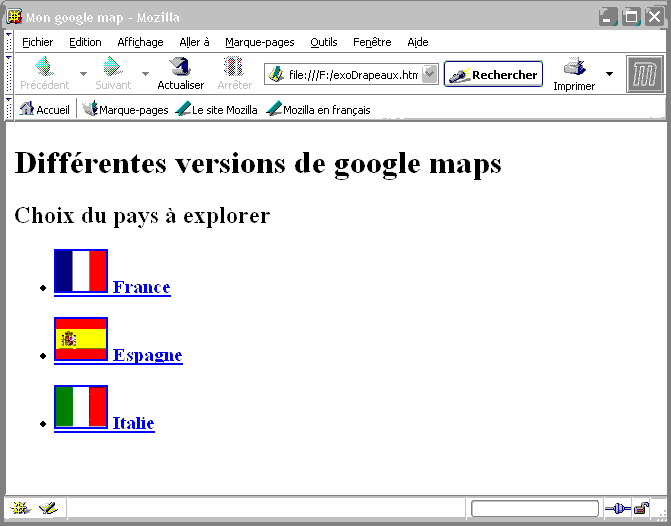 Mon google map - Mozilla
Fichier Edition Affichage Aller à Marque-pages Outils Fenêtre Aide
Précédent Suivant Actualiser Arrêter file:///F:/exoDrapeaux.htm Rechercher Imprimer
Accueil Marque-pages Le site Mozilla Mozilla en français
Différentes versions de google maps
Choix du pays à explorer
France
Espagne
Italie